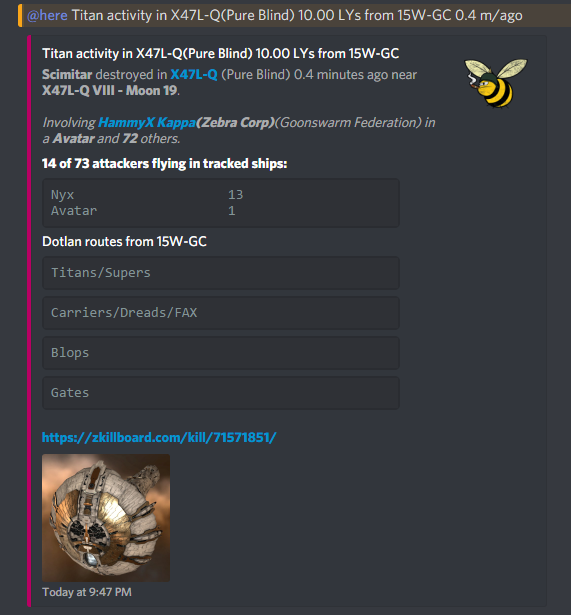 @here Titan activity in X47L-Q(Pure Blind) 10.00 LYs from 15W-GC 0.4 m/ago
Titan activity in X47L-Q(Pure Blind) 10.00 LYs from 15W-GC
Scimitar destroyed in X47L-Q (Pure Blind) 0.4 minutes ago near
X47L-Q VIII - Moon 19.
Involving HammyX Kappa(Zebra Corp)(Goonswarm Federation) in
a Avatar and 72 others.
14 of 73 attackers flying in tracked ships:
Nyx 13
Avatar 1
Dotlan routes from 15W-GC
Titans/Supers
Carriers/Dreads/FAX
Blops
Gates
https://zkillboard.com/kill/71571851/
Today at 9:47 PM